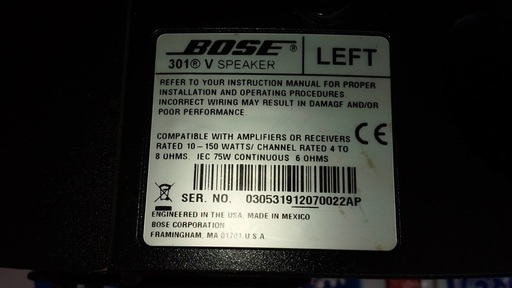 BOSE®
301® V SPEAKER
LEFT
REFER TO YOUR INSTRUCTION MANUAL FOR PROPER
INSTALLATION AND OPERATING PROCEDURES.
INCORRECT WIRING MAY RESULT IN DAMAGE AND/OR
POOR PERFORMANCE.
COMPATIBLE WITH AMPLIFIERS OR RECEIVERS
RATED 10-150 WATTS/ CHANNEL RATED 4 TO
8 OHMS IEC 75W CONTINUOUS 6 OHMS
CE
SER. NO. 030531912070022AP
ENGINEERED IN THE USA, MADE IN MEXICO
BOSE CORPORATION
FRAMINGHAM, MA 01701 U.S.A